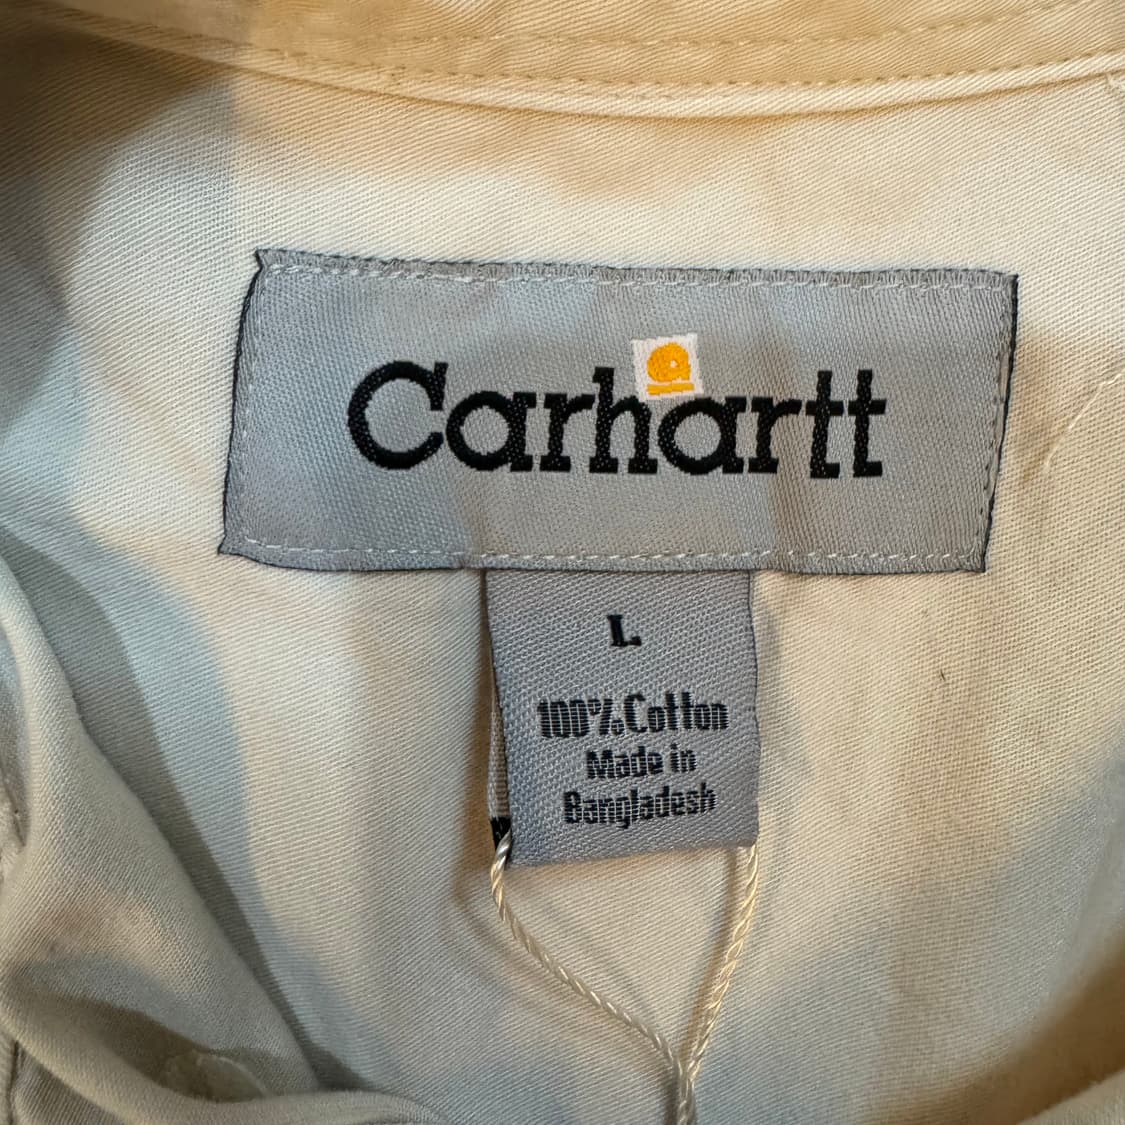 Carhartt
L
100% Cotton
Made in
Bangladesh